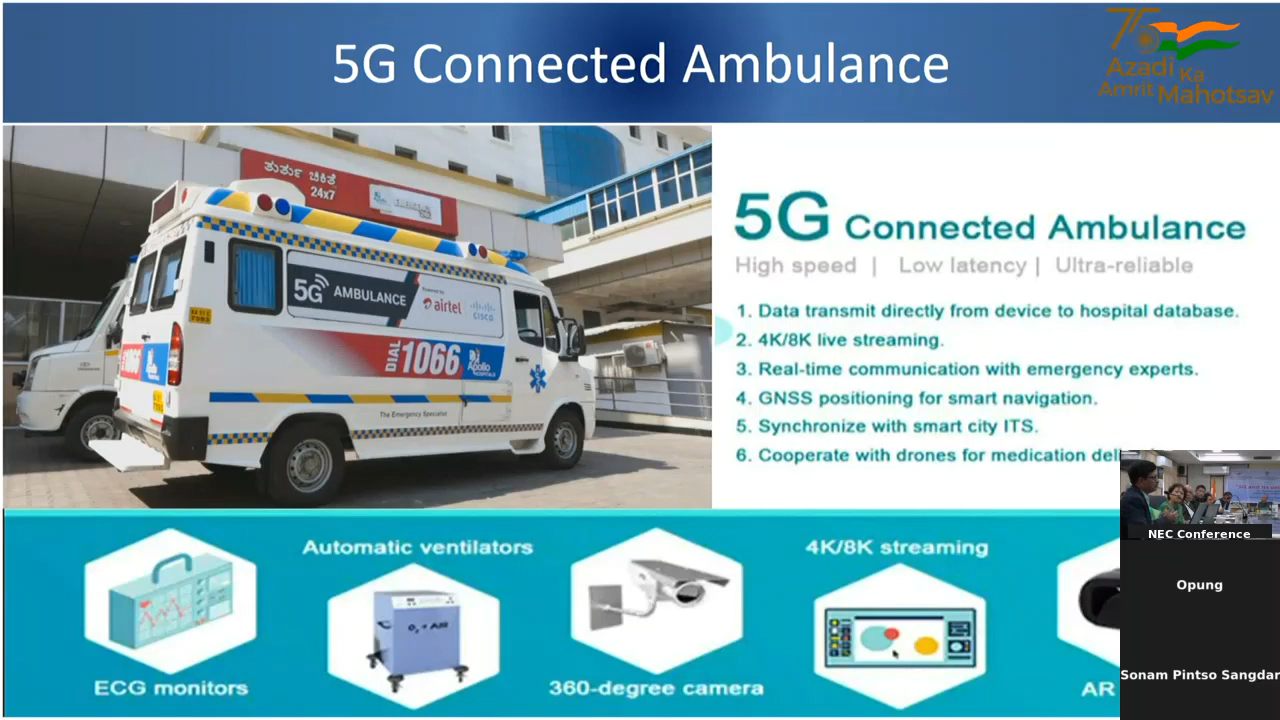 5G Connected Ambulance
75
Azadi
Ka
Amrit Mahotsav
ತುರ್ತು ಚಿಕಿತ್ಸೆ
24x7
5G AMBULANCE
Powered by
airtel
CISCO
DIAL 1066
Apollo
HOSPITALS
1066
The Emergency Specialist
5G Connected Ambulance
High speed | Low latency | Ultra-reliable
1. Data transmit directly from device to hospital database.
2. 4K/8K live streaming.
3. Real-time communication with emergency experts.
4. GNSS positioning for smart navigation.
5. Synchronize with smart city ITS.
6. Cooperate with drones for medication deli
ECG monitors
Automatic ventilators
O₂ + AIR
360-degree camera
4K/8K streaming
AR
NEC Conference
Opung
Sonam Pintso Sangdar